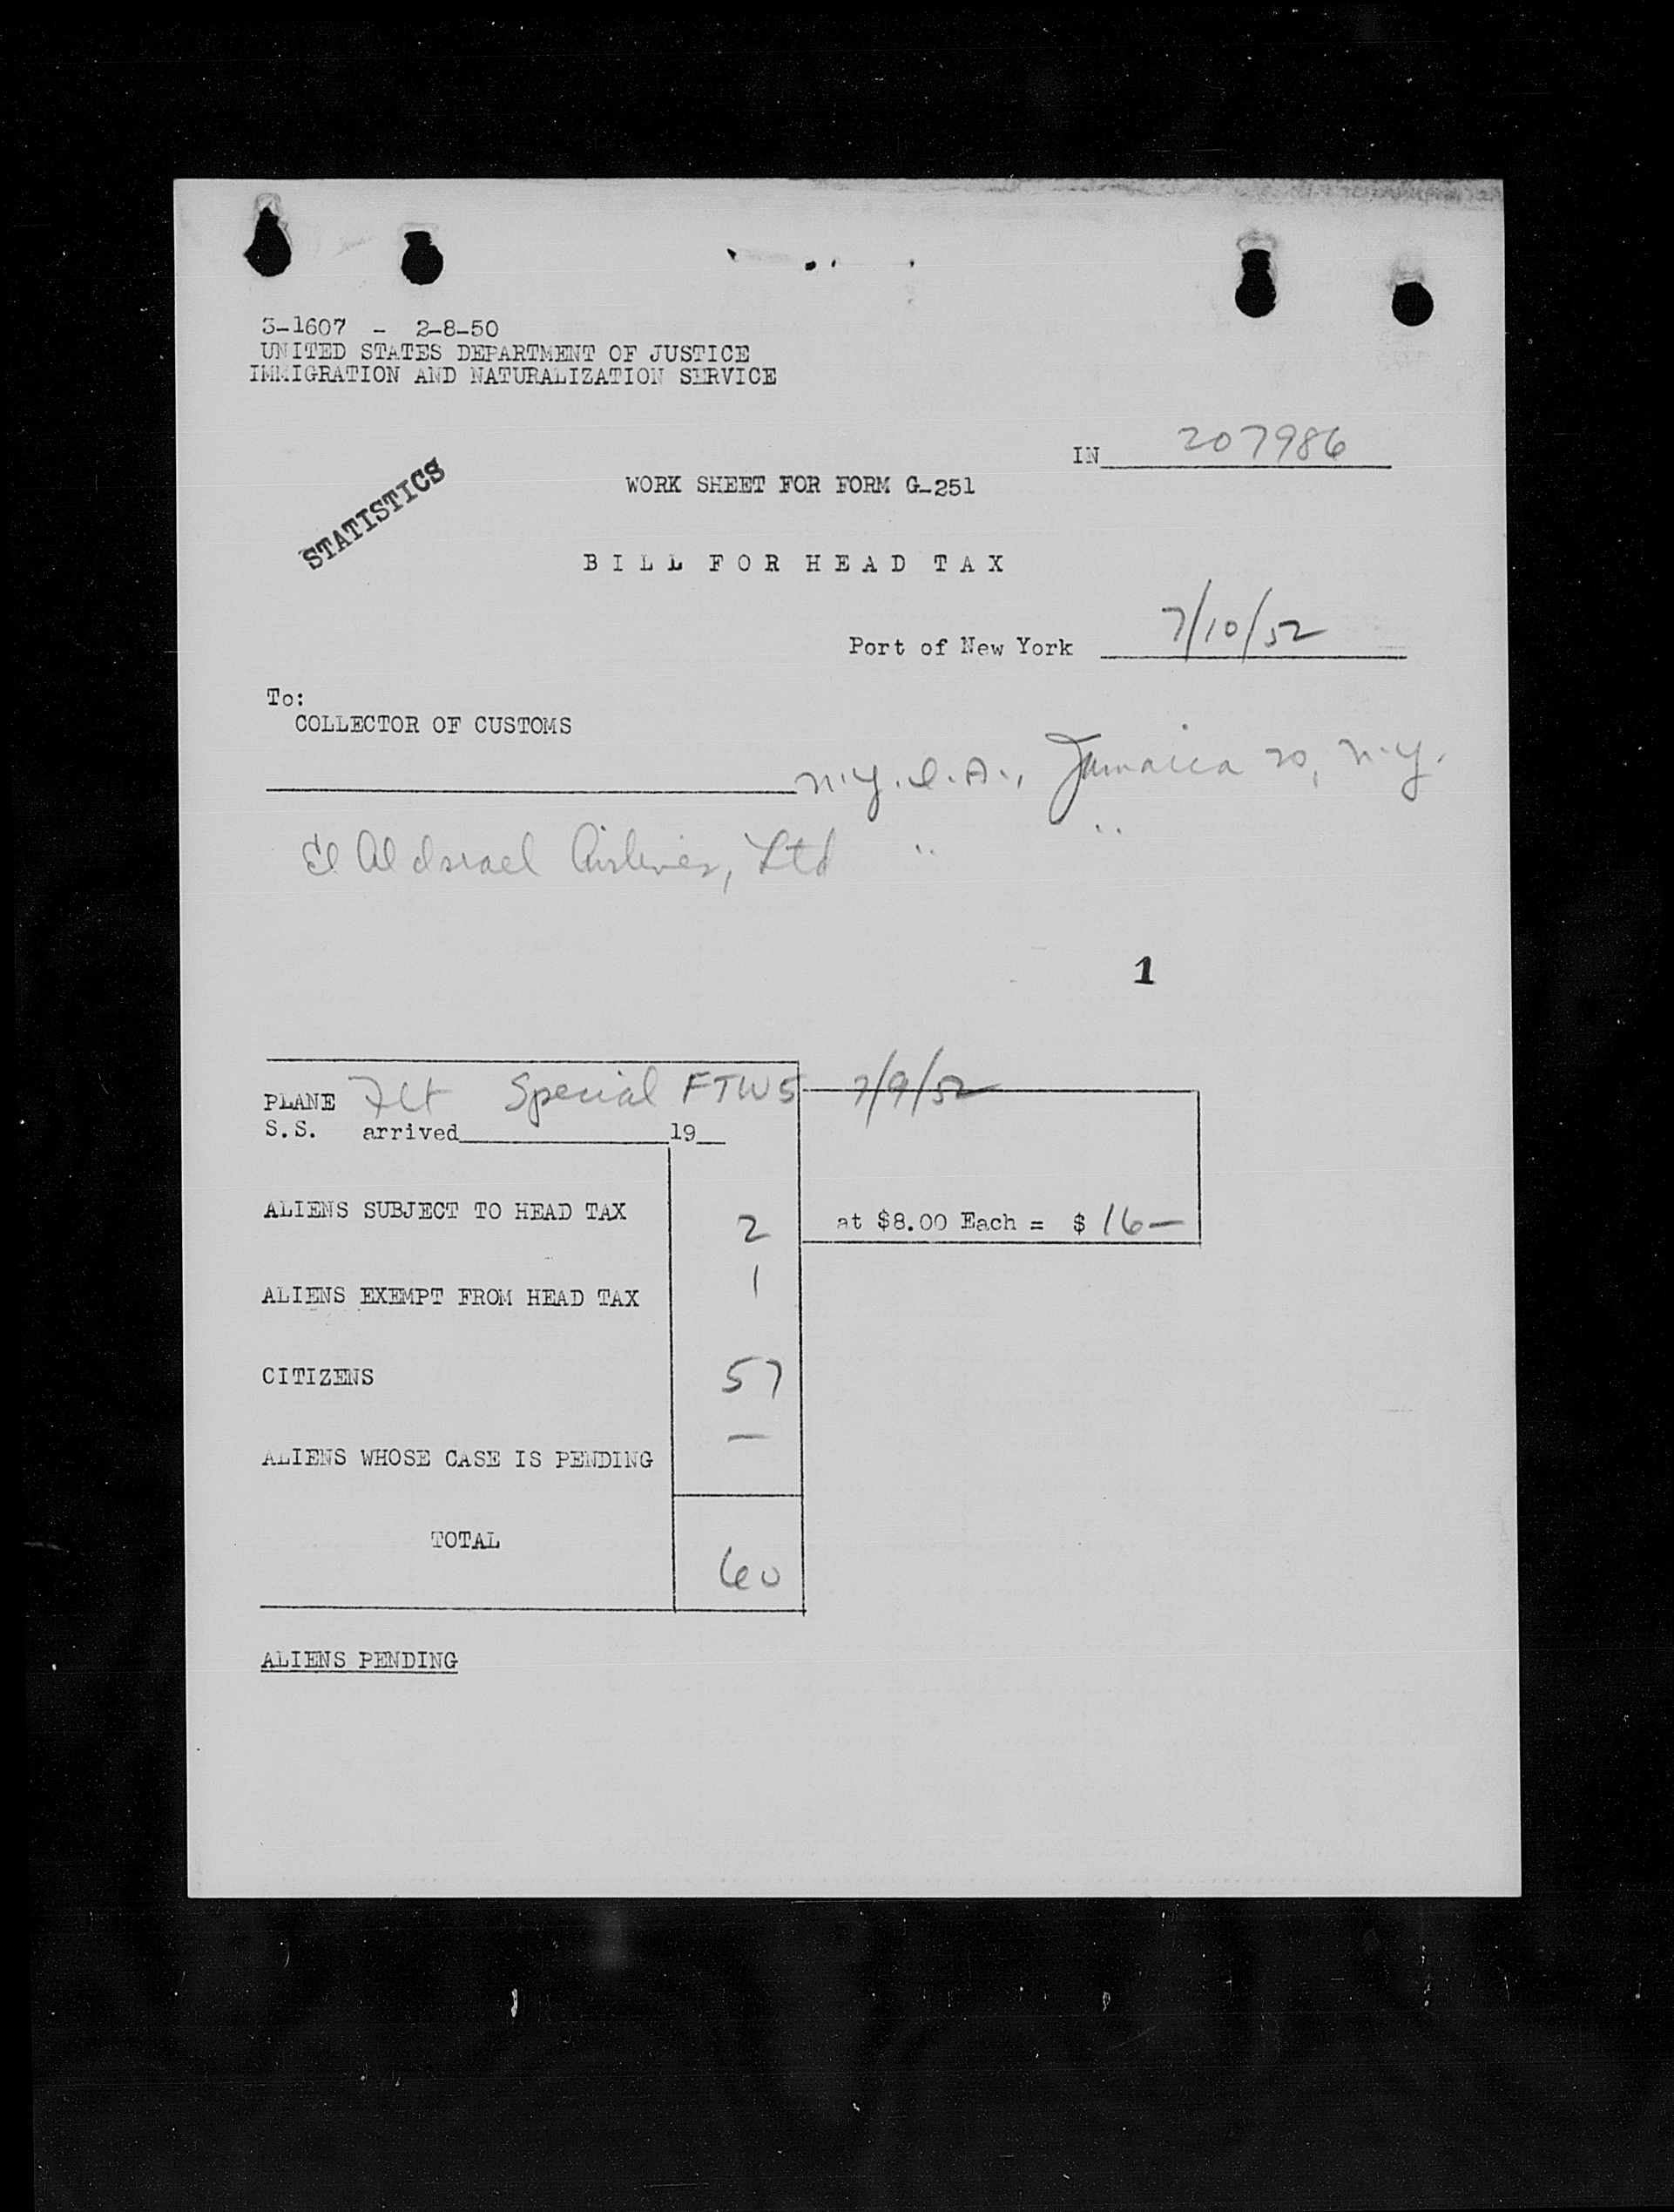 3-1607 - 2-8-50
UNITED STATES DEPARTMENT OF JUSTICE
IMMIGRATION AND NATURALIZATION SERVICE
IN 207986
STATISTICS
WORK SHEET FOR FORM G-251
BILL FOR HEAD TAX
Port of New York 7/10/52
To:
COLLECTOR OF CUSTOMS
N.Y.I.A., Jamaica 20, N.Y.
El Al Israel Airlines, Ltd " "
1
PLANE Flt Special FTW5 7/9/52
S.S. arrived 19
ALIENS SUBJECT TO HEAD TAX 2 at $8.00 Each = $ 16—
ALIENS EXEMPT FROM HEAD TAX 1
CITIZENS 57
ALIENS WHOSE CASE IS PENDING —
TOTAL 60
ALIENS PENDING